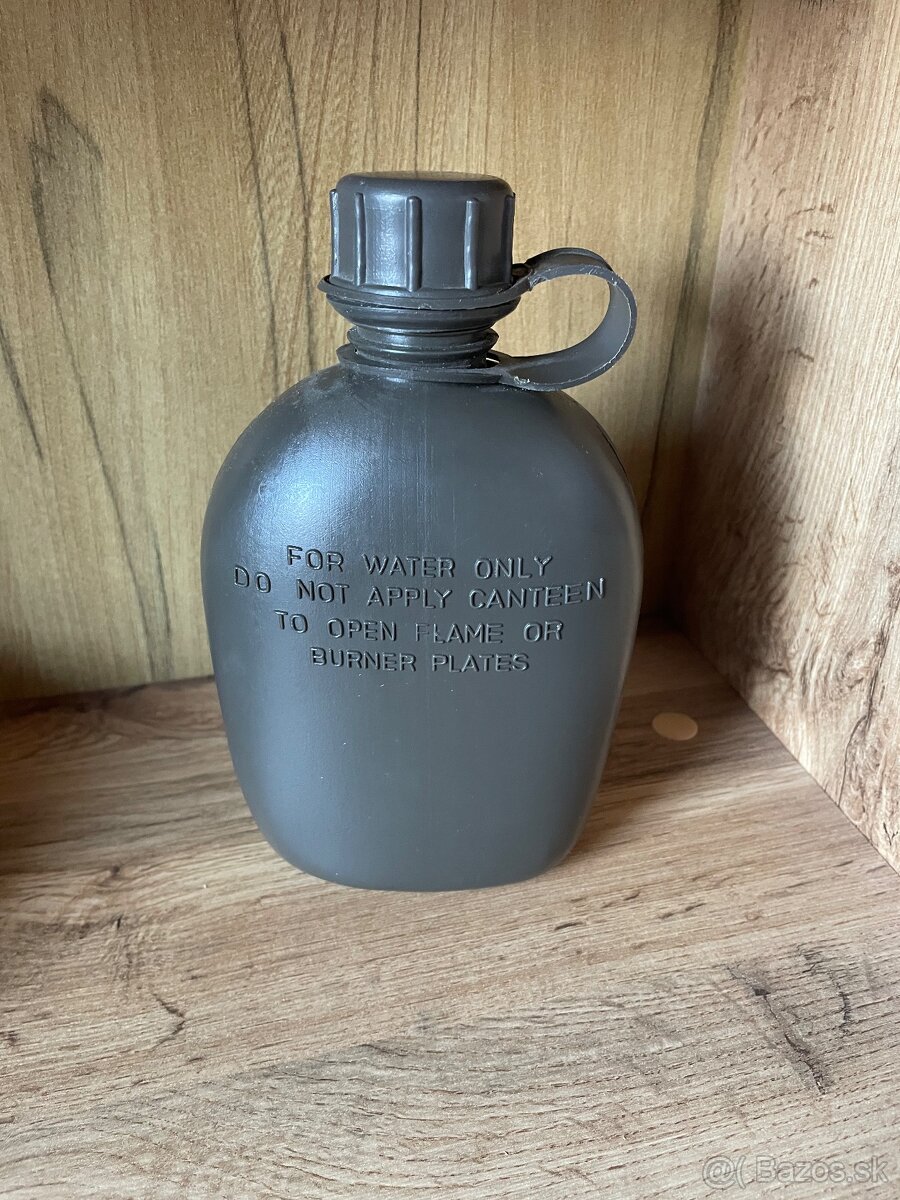 FOR WATER ONLY
DO NOT APPLY CANTEEN
TO OPEN FLAME OR
BURNER PLATES
@( Bazos.sk